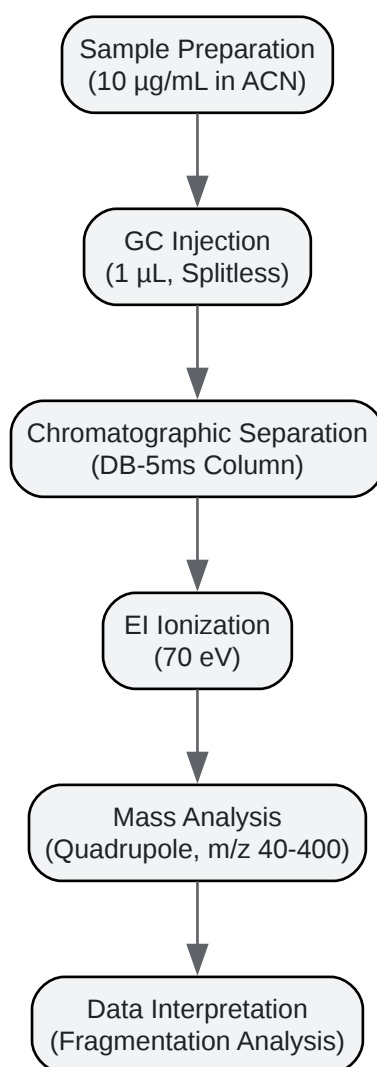 Sample Preparation
(10 µg/mL in ACN)
GC Injection
(1 µL, Splitless)
Chromatographic Separation
(DB-5ms Column)
EI Ionization
(70 eV)
Mass Analysis
(Quadrupole, m/z 40-400)
Data Interpretation
(Fragmentation Analysis)